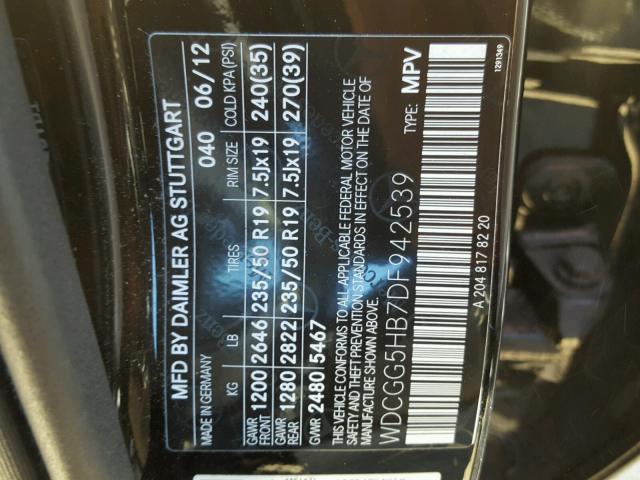 MFD BY DAIMLER AG STUTTGART
MADE IN GERMANY 040 06/12
KG LB TIRES RIM SIZE COLD KPA (PSI)
GAWR FRONT 1200 2646 235/50 R19 7.5Jx19 240(35)
GAWR REAR 1280 2822 235/50 R19 7.5Jx19 270(39)
GVWR 2480 5467
THIS VEHICLE CONFORMS TO ALL APPLICABLE FEDERAL MOTOR VEHICLE
SAFETY AND THEFT PREVENTION STANDARDS IN EFFECT ON THE DATE OF
MANUFACTURE SHOWN ABOVE.
WDCGG5HB7DF942539 TYPE: MPV
A 204 817 82 20
1291349